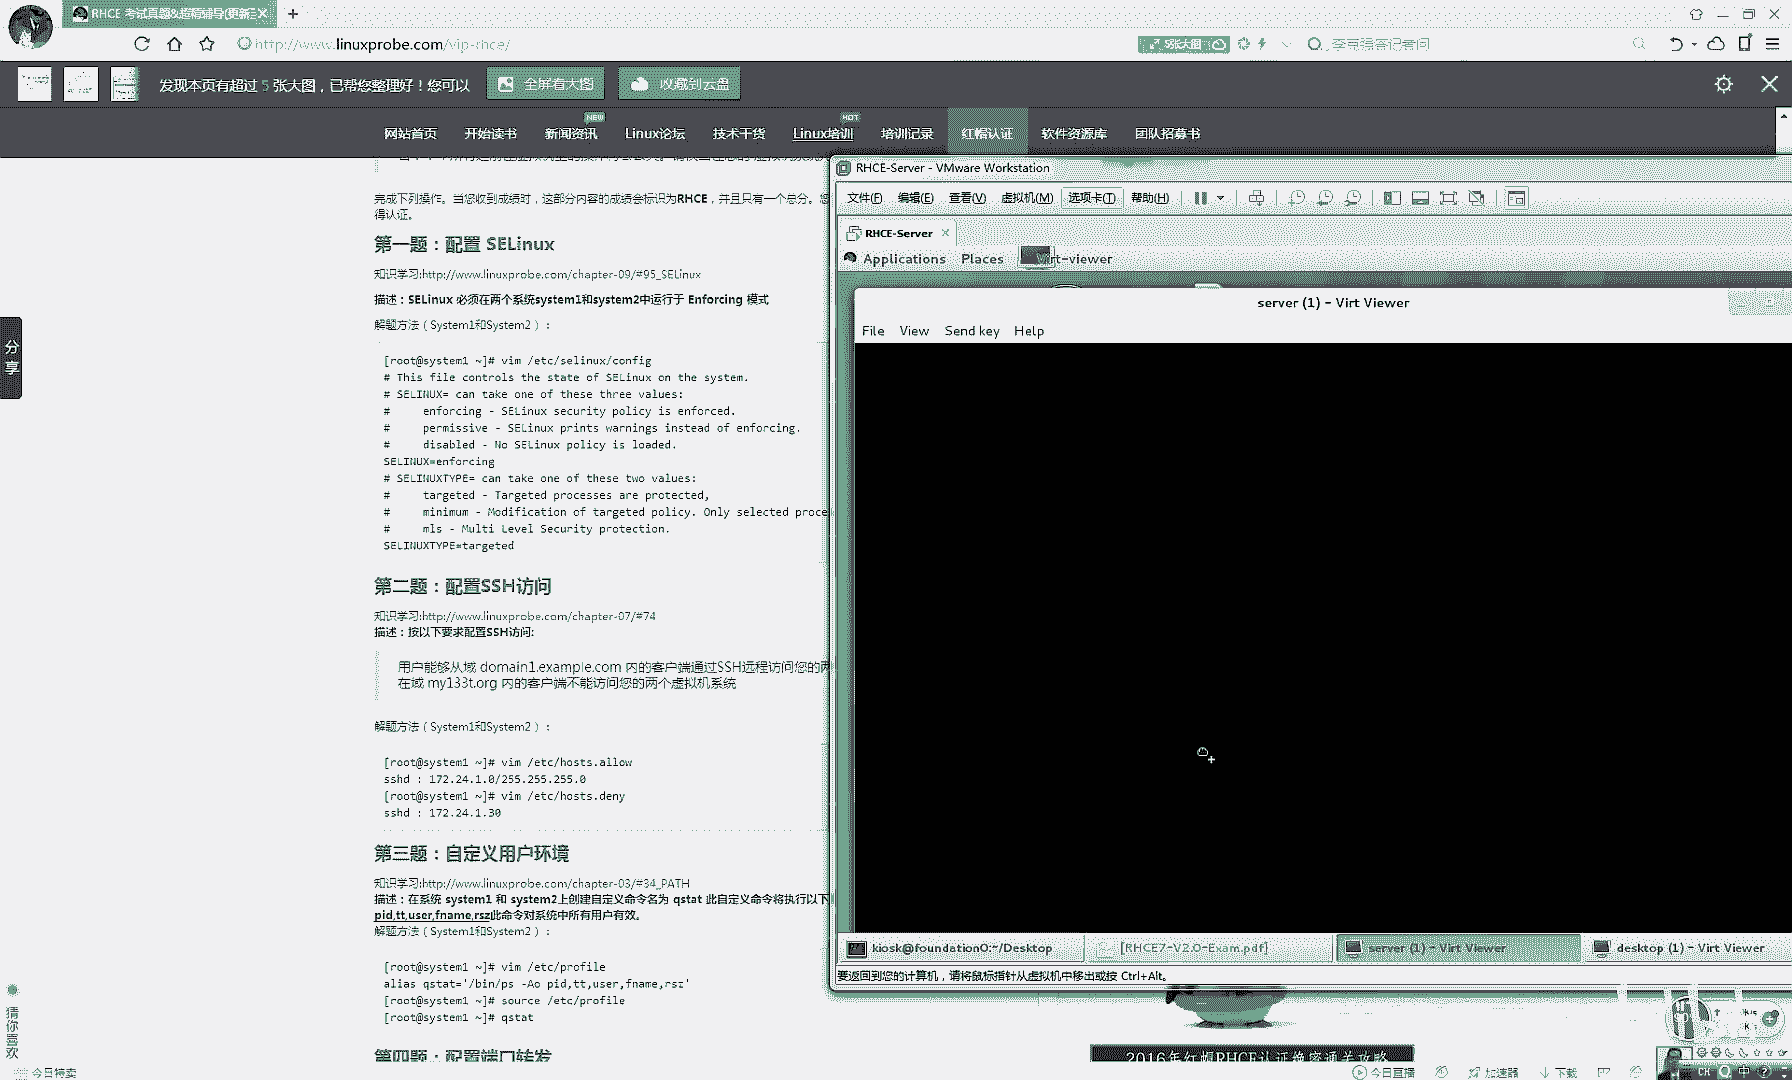 RHCE 考试真题&超精辅导(更新三
http://www.linuxprobe.com/vip-rhce/
5张大图
发现本页有超过 5 张大图，已帮您整理好！您可以
全屏看大图
收藏到云盘
网站首页
开始读书
新闻资讯
NEW
Linux论坛
技术干货
Linux培训
HOT
培训记录
红帽认证
软件资源库
团队招募书
完成下列操作。当您收到成绩时，这部分内容的成绩会标识为RHCE，并且只有一个总分。您
得认证。
第一题：配置 SELinux
知识学习:http://www.linuxprobe.com/chapter-09/#95_SELinux
描述：SELinux 必须在两个系统system1和system2中运行于 Enforcing 模式
解题方法（System1和System2）：
[root@system1 ~]# vim /etc/selinux/config
# This file controls the state of SELinux on the system.
# SELINUX= can take one of these three values:
#     enforcing - SELinux security policy is enforced.
#     permissive - SELinux prints warnings instead of enforcing.
#     disabled - No SELinux policy is loaded.
SELINUX=enforcing
# SELINUXTYPE= can take one of these two values:
#     targeted - Targeted processes are protected,
#     minimum - Modification of targeted policy. Only selected proce
#     mls - Multi Level Security protection.
SELINUXTYPE=targeted
第二题：配置SSH访问
知识学习:http://www.linuxprobe.com/chapter-07/#74
描述：按以下要求配置SSH访问:
用户能够从域 domain1.example.com 内的客户端通过SSH远程访问您的两
在域 my133t.org 内的客户端不能访问您的两个虚拟机系统
解题方法（System1和System2）：
[root@system1 ~]# vim /etc/hosts.allow
sshd : 172.24.1.0/255.255.255.0
[root@system1 ~]# vim /etc/hosts.deny
sshd : 172.24.1.30
第三题：自定义用户环境
知识学习:http://www.linuxprobe.com/chapter-03/#34_PATH
描述：在系统 system1 和 system2上创建自定义命令名为 qstat 此自定义命令将执行以下
pid,tt,user,fname,rsz此命令对系统中所有用户有效。
解题方法（System1和System2）：
[root@system1 ~]# vim /etc/profile
alias qstat='/bin/ps -Ao pid,tt,user,fname,rsz'
[root@system1 ~]# source /etc/profile
[root@system1 ~]# qstat
第四题：配置端口转发
分享
猜你喜欢
今日特卖
RHCE-Server - VMware Workstation
文件(F) 编辑(E) 查看(V) 虚拟机(M) 选项卡(T) 帮助(H)
RHCE-Server
Applications Places Virt-viewer
server (1) - Virt Viewer
File View Send key Help
kiosk@foundation0:~/Desktop
[RHCE7-V2.0-Exam.pdf]
server (1) - Virt Viewer
desktop (1) - Virt Viewer
要返回到您的计算机，请将鼠标指针从虚拟机中移出或按 Ctrl+Alt。
2016年红帽RHCE认证绝密通关攻略
今日直播
加速器
下载
CH
中